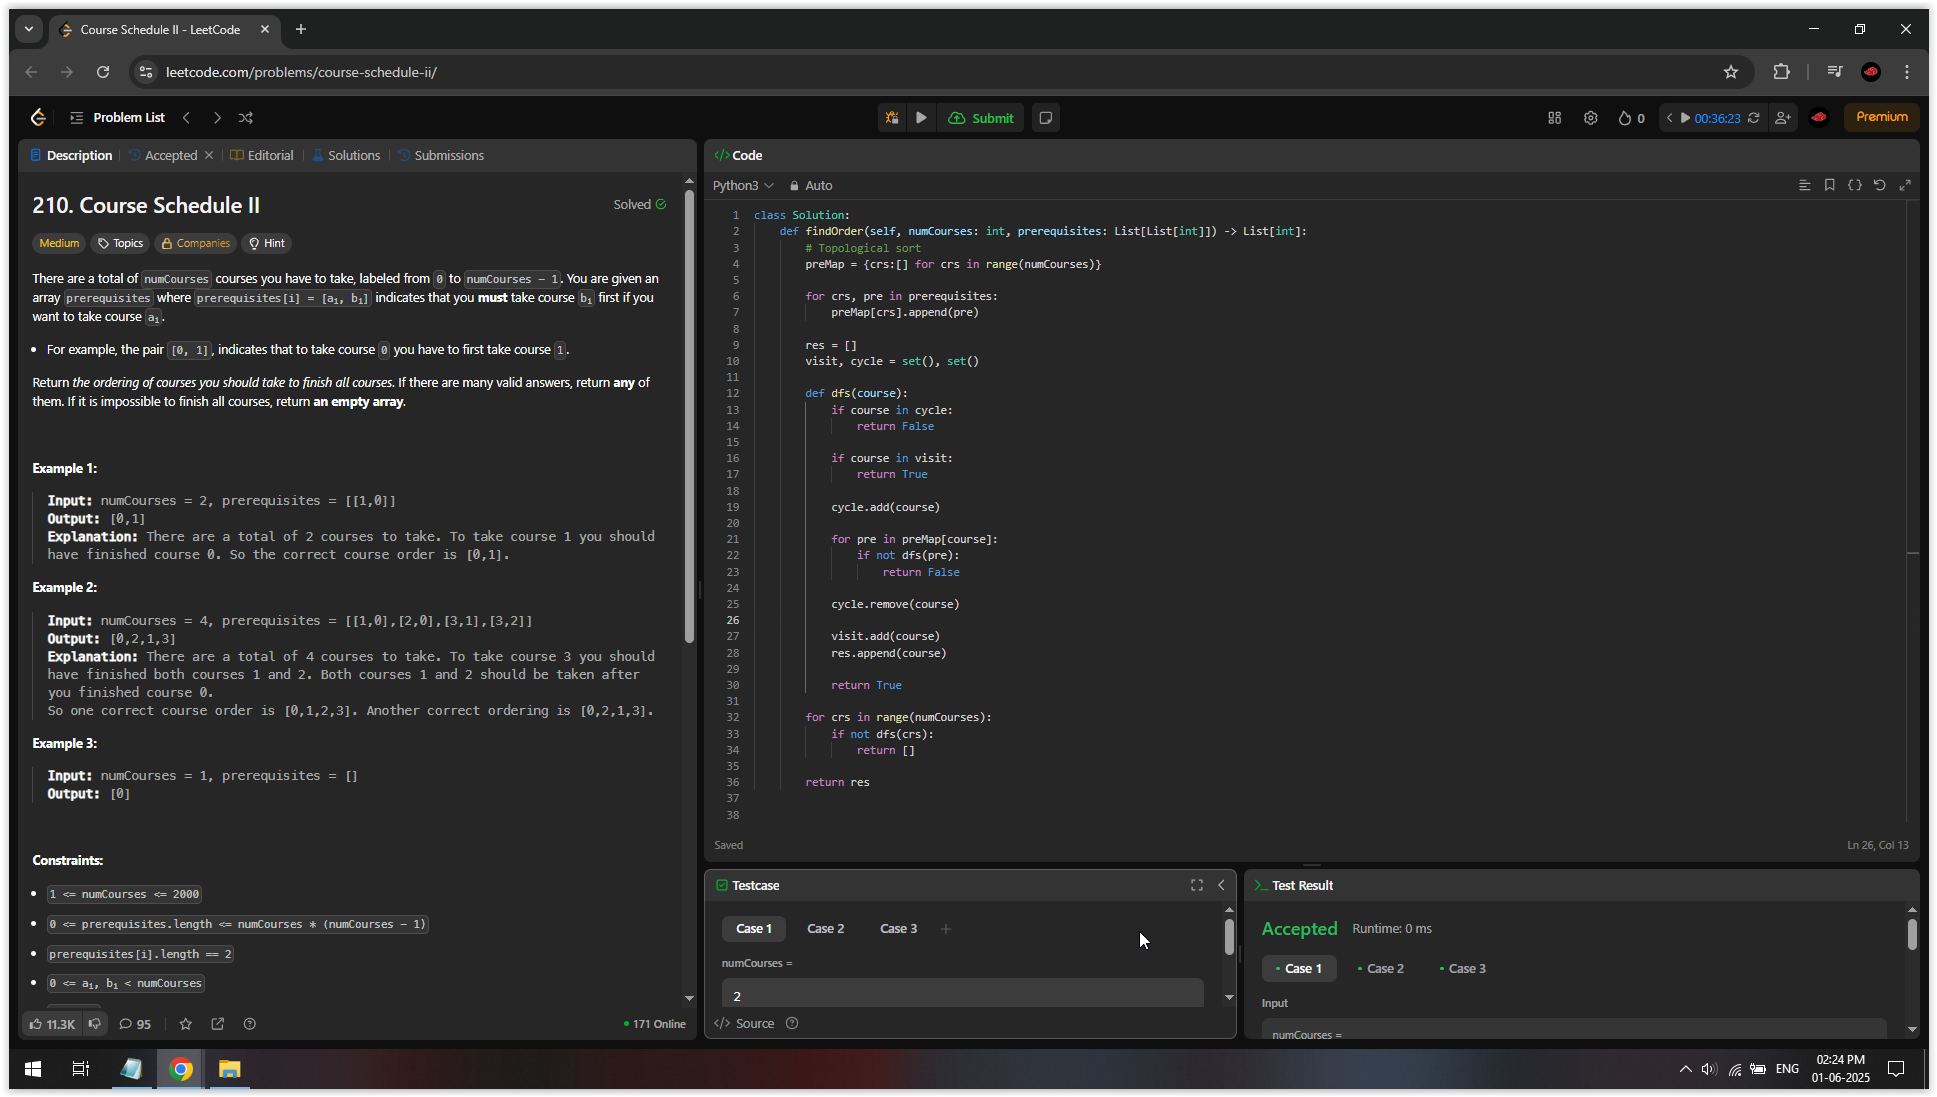 Course Schedule II - LeetCode
leetcode.com/problems/course-schedule-ii/
Problem List
Submit
0
00:36:23
Premium
Description
Accepted
Editorial
Solutions
Submissions
210. Course Schedule II
Solved
Medium
Topics
Companies
Hint
There are a total of numCourses courses you have to take, labeled from 0 to numCourses - 1. You are given an
array prerequisites where prerequisites[i] = [aᵢ, bᵢ] indicates that you must take course bᵢ first if you
want to take course aᵢ.
• For example, the pair [0, 1], indicates that to take course 0 you have to first take course 1.
Return the ordering of courses you should take to finish all courses. If there are many valid answers, return any of
them. If it is impossible to finish all courses, return an empty array.
Example 1:
Input: numCourses = 2, prerequisites = [[1,0]]
Output: [0,1]
Explanation: There are a total of 2 courses to take. To take course 1 you should
have finished course 0. So the correct course order is [0,1].
Example 2:
Input: numCourses = 4, prerequisites = [[1,0],[2,0],[3,1],[3,2]]
Output: [0,2,1,3]
Explanation: There are a total of 4 courses to take. To take course 3 you should
have finished both courses 1 and 2. Both courses 1 and 2 should be taken after
you finished course 0.
So one correct course order is [0,1,2,3]. Another correct ordering is [0,2,1,3].
Example 3:
Input: numCourses = 1, prerequisites = []
Output: [0]
Constraints:
• 1 <= numCourses <= 2000
• 0 <= prerequisites.length <= numCourses * (numCourses - 1)
• prerequisites[i].length == 2
• 0 <= aᵢ, bᵢ < numCourses
11.3K
95
171 Online
</> Code
Python3
Auto
1 class Solution:
2     def findOrder(self, numCourses: int, prerequisites: List[List[int]]) -> List[int]:
3         # Topological sort
4         preMap = {crs:[] for crs in range(numCourses)}
5
6         for crs, pre in prerequisites:
7             preMap[crs].append(pre)
8
9         res = []
10         visit, cycle = set(), set()
11
12         def dfs(course):
13             if course in cycle:
14                 return False
15
16             if course in visit:
17                 return True
18
19             cycle.add(course)
20
21             for pre in preMap[course]:
22                 if not dfs(pre):
23                     return False
24
25             cycle.remove(course)
26
27             visit.add(course)
28             res.append(course)
29
30             return True
31
32         for crs in range(numCourses):
33             if not dfs(crs):
34                 return []
35
36         return res
37
38
Saved
Ln 26, Col 13
Testcase
Case 1
Case 2
Case 3
numCourses =
2
</> Source
Test Result
Accepted
Runtime: 0 ms
Case 1
Case 2
Case 3
Input
numCourses =
ENG
02:24 PM
01-06-2025